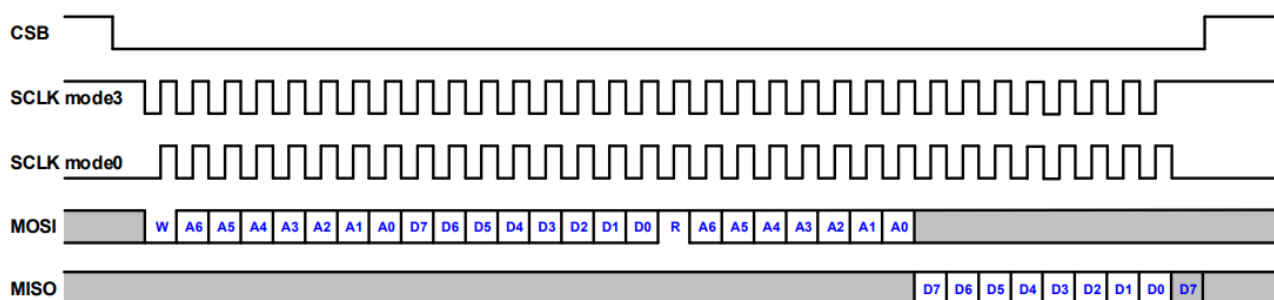 CSB
SCLK mode3
SCLK mode0
MOSI W A6 A5 A4 A3 A2 A1 A0 D7 D6 D5 D4 D3 D2 D1 D0 R A6 A5 A4 A3 A2 A1 A0
MISO D7 D6 D5 D4 D3 D2 D1 D0 D7